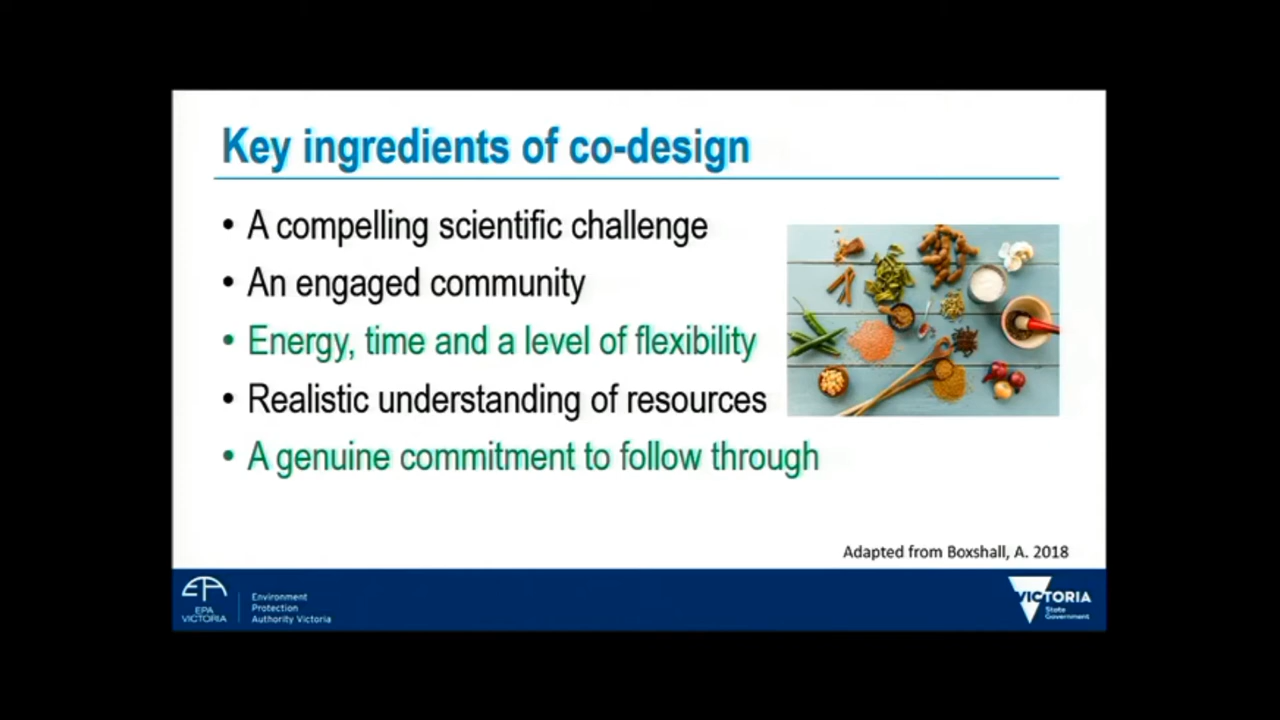 Key ingredients of co-design
• A compelling scientific challenge
• An engaged community
• Energy, time and a level of flexibility
• Realistic understanding of resources
• A genuine commitment to follow through
Adapted from Boxshall, A. 2018
EPA
VICTORIA
Environment
Protection
Authority Victoria
VICTORIA
State
Government